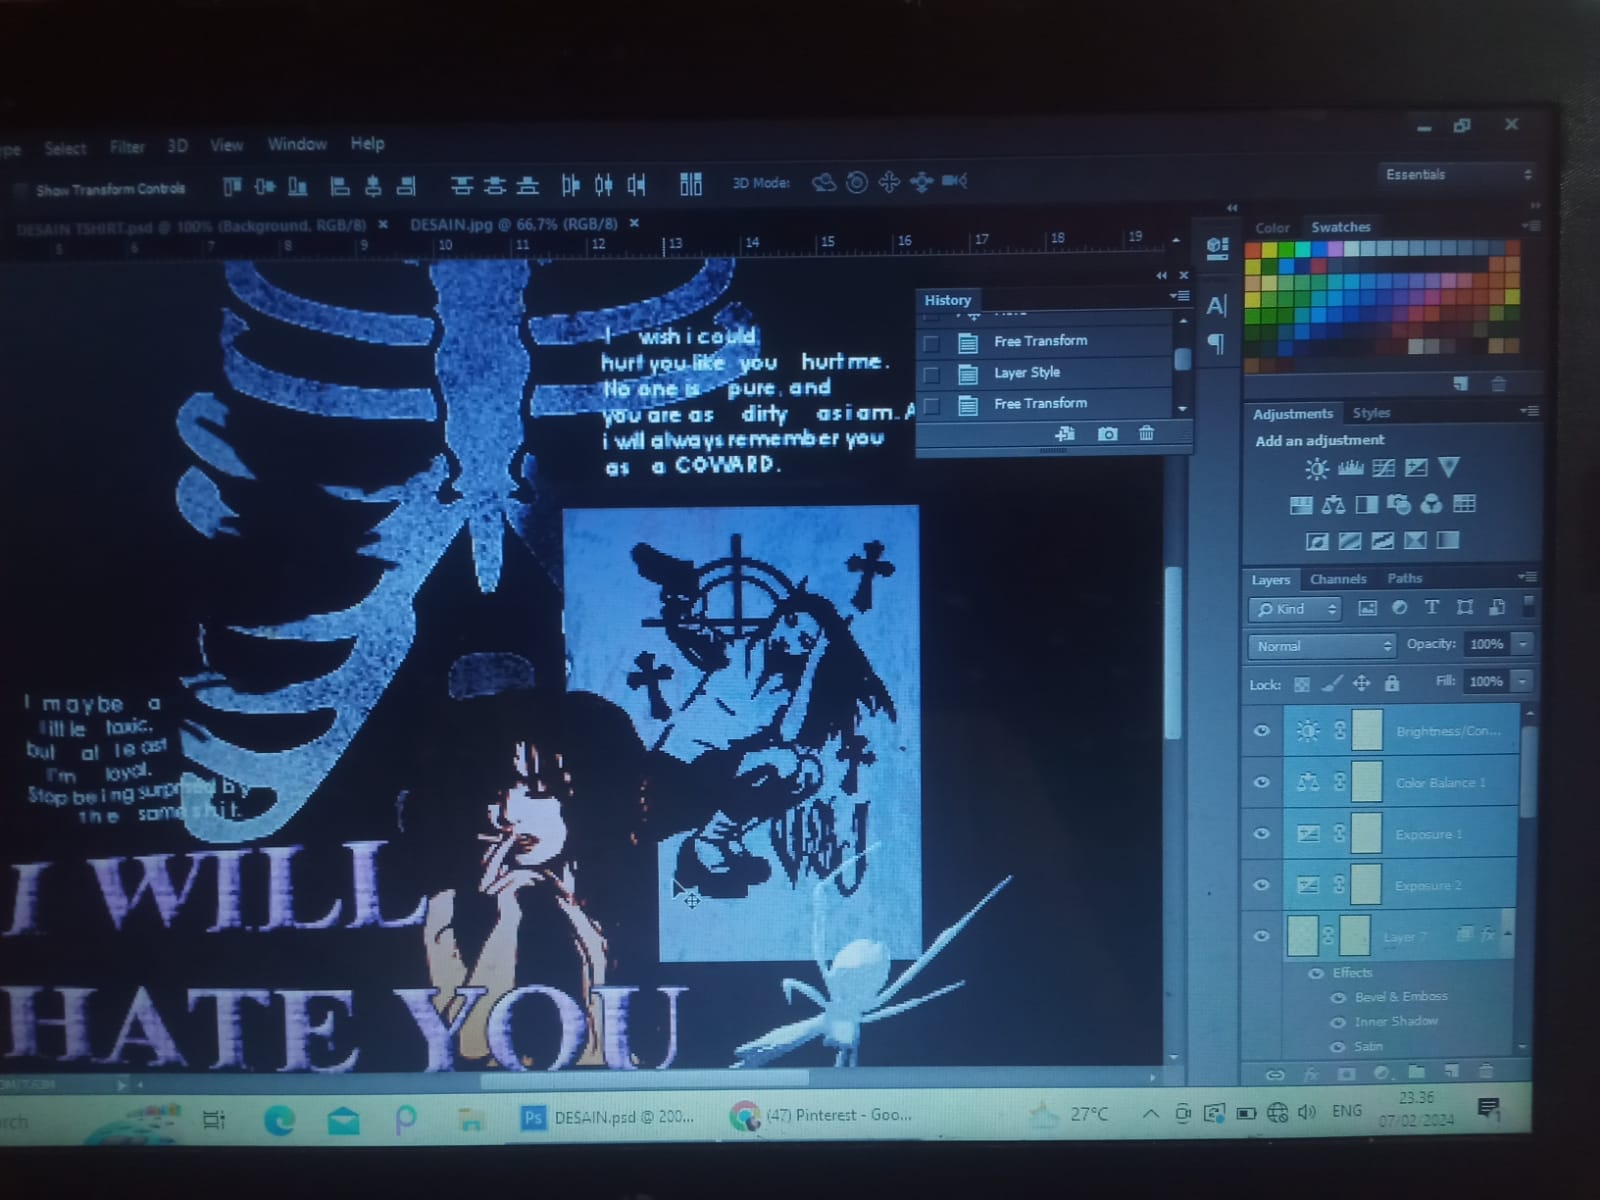 Select Filter 3D View Window Help
Show Transform Controls
3D Mode:
Essentials
DESAIN TSHIRT.psd @ 100% (Background, RGB/8) ×
DESAIN.jpg @ 66,7% (RGB/8) ×
5 6 7 8 9 10 11 12 13 14 15 16 17 18 19
History
Free Transform
Layer Style
Free Transform
Color Swatches
Adjustments Styles
Add an adjustment
Layers Channels Paths
Kind
Normal Opacity: 100%
Lock: Fill: 100%
Brightness/Con...
Color Balance 1
Exposure 1
Exposure 2
Layer 7 fx
Effects
Bevel & Emboss
Inner Shadow
Satin
I wish i could
hurt you like you hurt me.
No one is pure, and
you are as dirty as i am. A
i will always remember you
as a COWARD.
I maybe a
little toxic,
but at least
I'm loyal.
Stop being surprised by
the same shit.
I WILL
HATE YOU
Ps DESAIN.psd @ 200...
(47) Pinterest - Goo...
27°C
ENG
23.36
07/02/2024